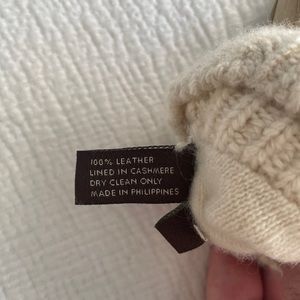 100% LEATHER
LINED IN CASHMERE
DRY CLEAN ONLY
MADE IN PHILIPPINES